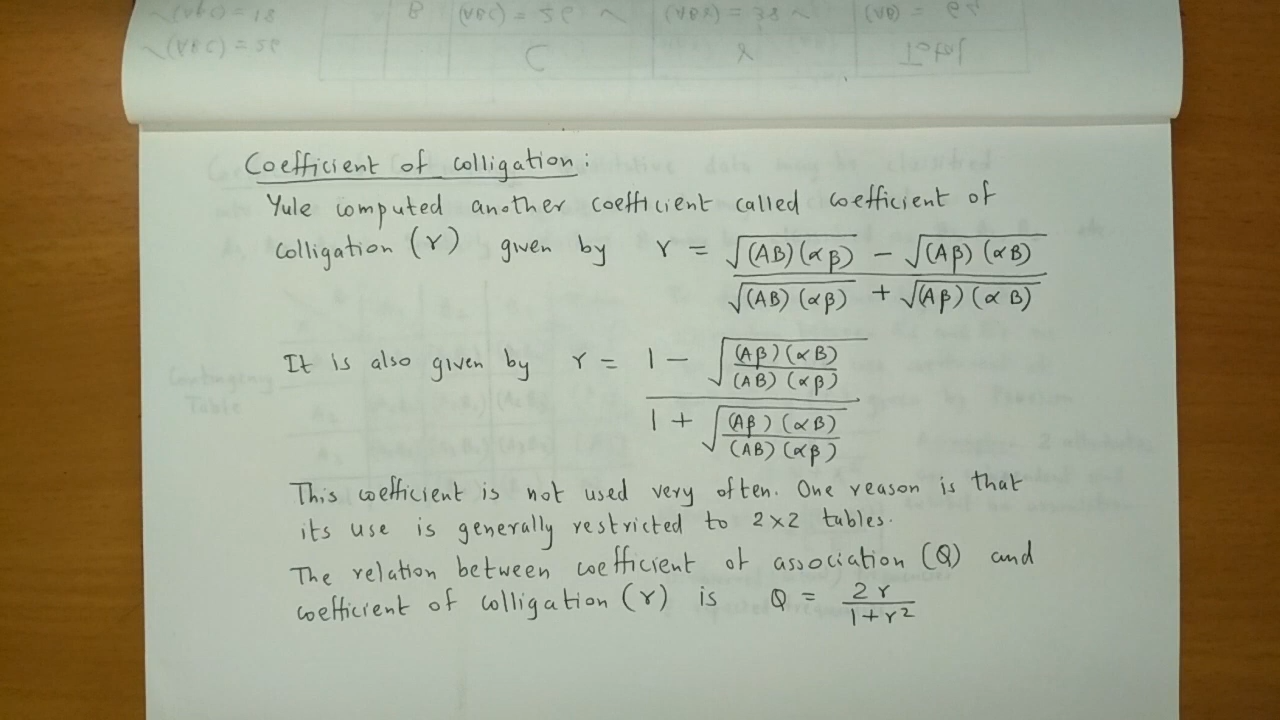 Coefficient of colligation:
Yule computed another coefficient called coefficient of
colligation (γ) given by γ = √(AB)(αβ) − √(Aβ)(αB) / √(AB)(αβ) + √(Aβ)(αB)
It is also given by γ = 1 − √((Aβ)(αB) / (AB)(αβ)) / 1 + √((Aβ)(αB) / (AB)(αβ))
This coefficient is not used very often. One reason is that
its use is generally restricted to 2×2 tables.
The relation between coefficient of association (Q) and
coefficient of colligation (γ) is Q = 2γ / 1+γ²